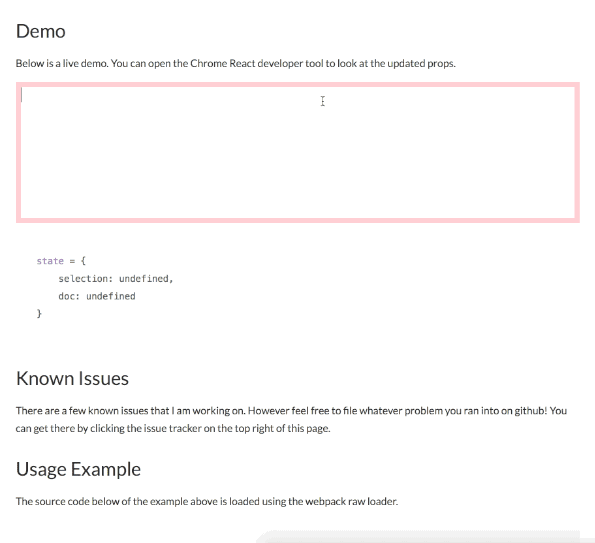 Demo
Below is a live demo. You can open the Chrome React developer tool to look at the updated props.
state = {
selection: undefined,
doc: undefined
}
Known Issues
There are a few known issues that I am working on. However feel free to file whatever problem you ran into on github! You
can get there by clicking the issue tracker on the top right of this page.
Usage Example
The source code below of the example above is loaded using the webpack raw loader.